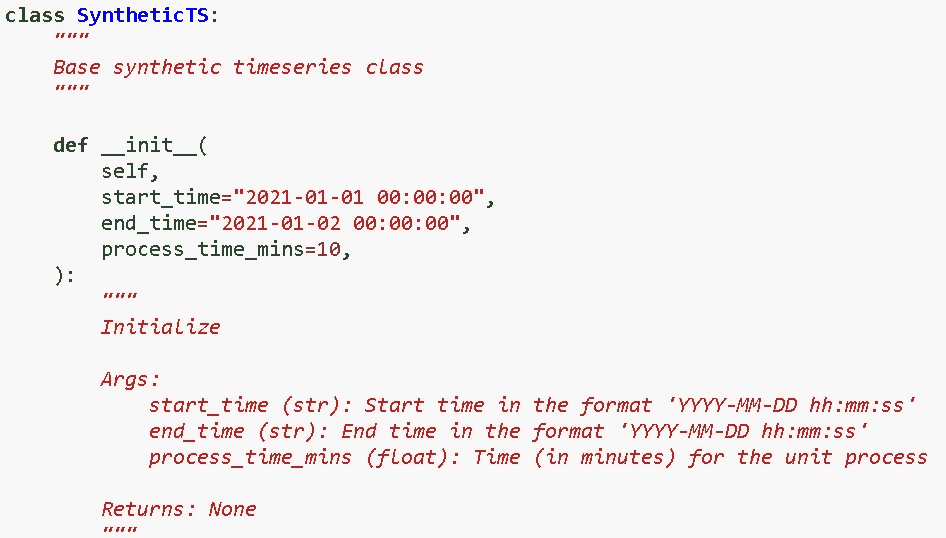 class SyntheticTS:
    """
    Base synthetic timeseries class
    """

    def __init__(
        self,
        start_time="2021-01-01 00:00:00",
        end_time="2021-01-02 00:00:00",
        process_time_mins=10,
    ):
        """
        Initialize

        Args:
            start_time (str): Start time in the format 'YYYY-MM-DD hh:mm:ss'
            end_time (str): End time in the format 'YYYY-MM-DD hh:mm:ss'
            process_time_mins (float): Time (in minutes) for the unit process

        Returns: None
        """